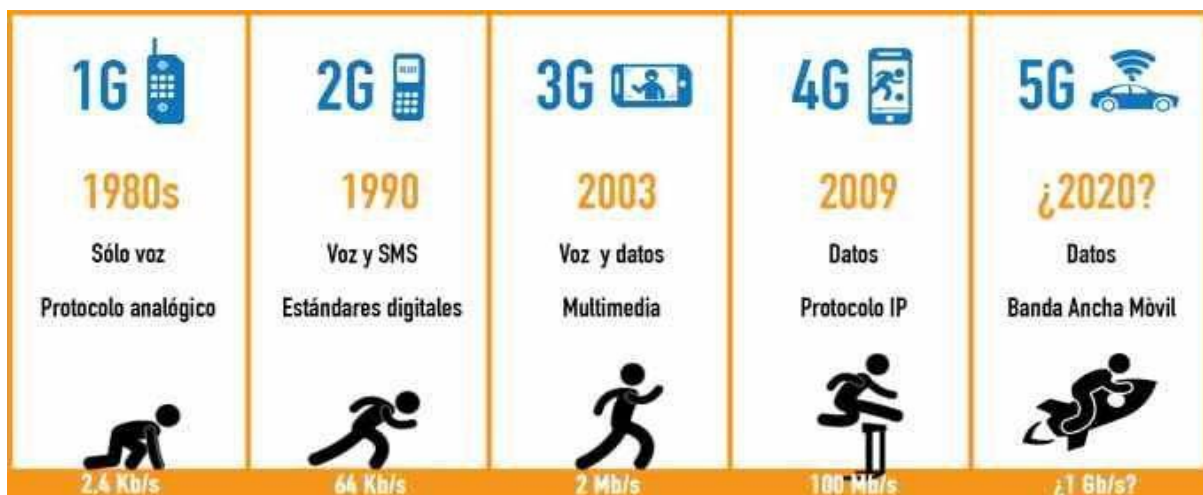 1G
1980s
Sólo voz
Protocolo analógico
2,4 Kb/s
2G
1990
Voz y SMS
Estándares digitales
64 Kb/s
3G
2003
Voz y datos
Multimedia
2 Mb/s
4G
2009
Datos
Protocolo IP
100 Mb/s
5G
¿2020?
Datos
Banda Ancha Mòvil
¿1 Gb/s?